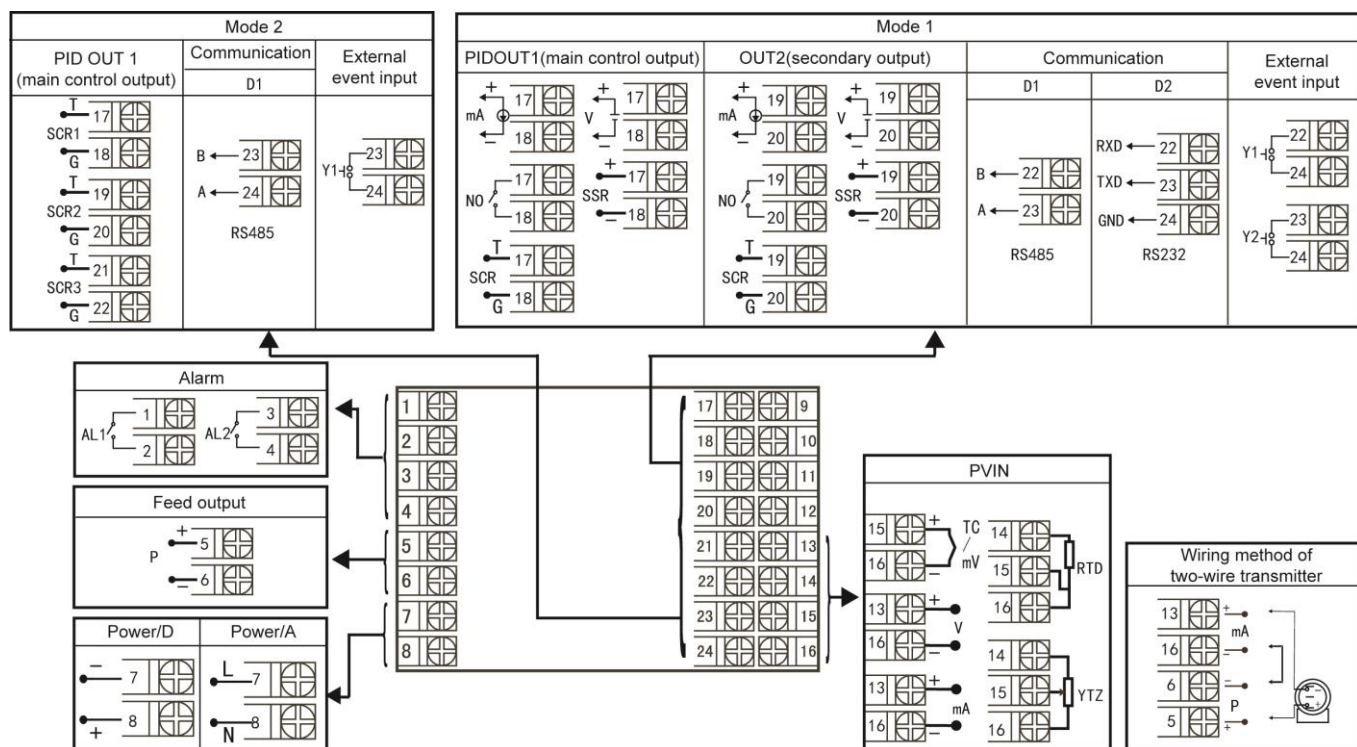 Mode 2
PID OUT 1
(main control output)
Communication
External
event input
D1
T
17
SCR1
18
G
T
19
SCR2
20
G
T
21
SCR3
22
G
B
23
A
24
RS485
Y1
23
24
Mode 1
PIDOUT1(main control output)
OUT2(secondary output)
Communication
External
event input
D1
D2
+
17
mA
18
−
+
17
V
18
−
NO
17
18
+
17
SSR
18
−
T
17
SCR
18
G
+
19
mA
20
−
+
19
V
20
−
NO
19
20
+
19
SSR
20
−
T
19
SCR
20
G
B
22
A
23
RS485
RXD
22
TXD
23
GND
24
RS232
Y1
22
24
Y2
23
24
Alarm
AL1
1
2
AL2
3
4
Feed output
+
5
P
6
−
Power/D
Power/A
−
7
8
+
L
7
8
N
1
2
3
4
5
6
7
8
17
9
18
10
19
11
20
12
21
13
22
14
23
15
24
16
PVIN
15
+
TC
/
mV
16
−
13
+
V
16
−
13
+
mA
16
−
14
15
RTD
16
14
15
YTZ
16
Wiring method of
two-wire transmitter
13
+
mA
16
−
6
−
P
5
+
−
+